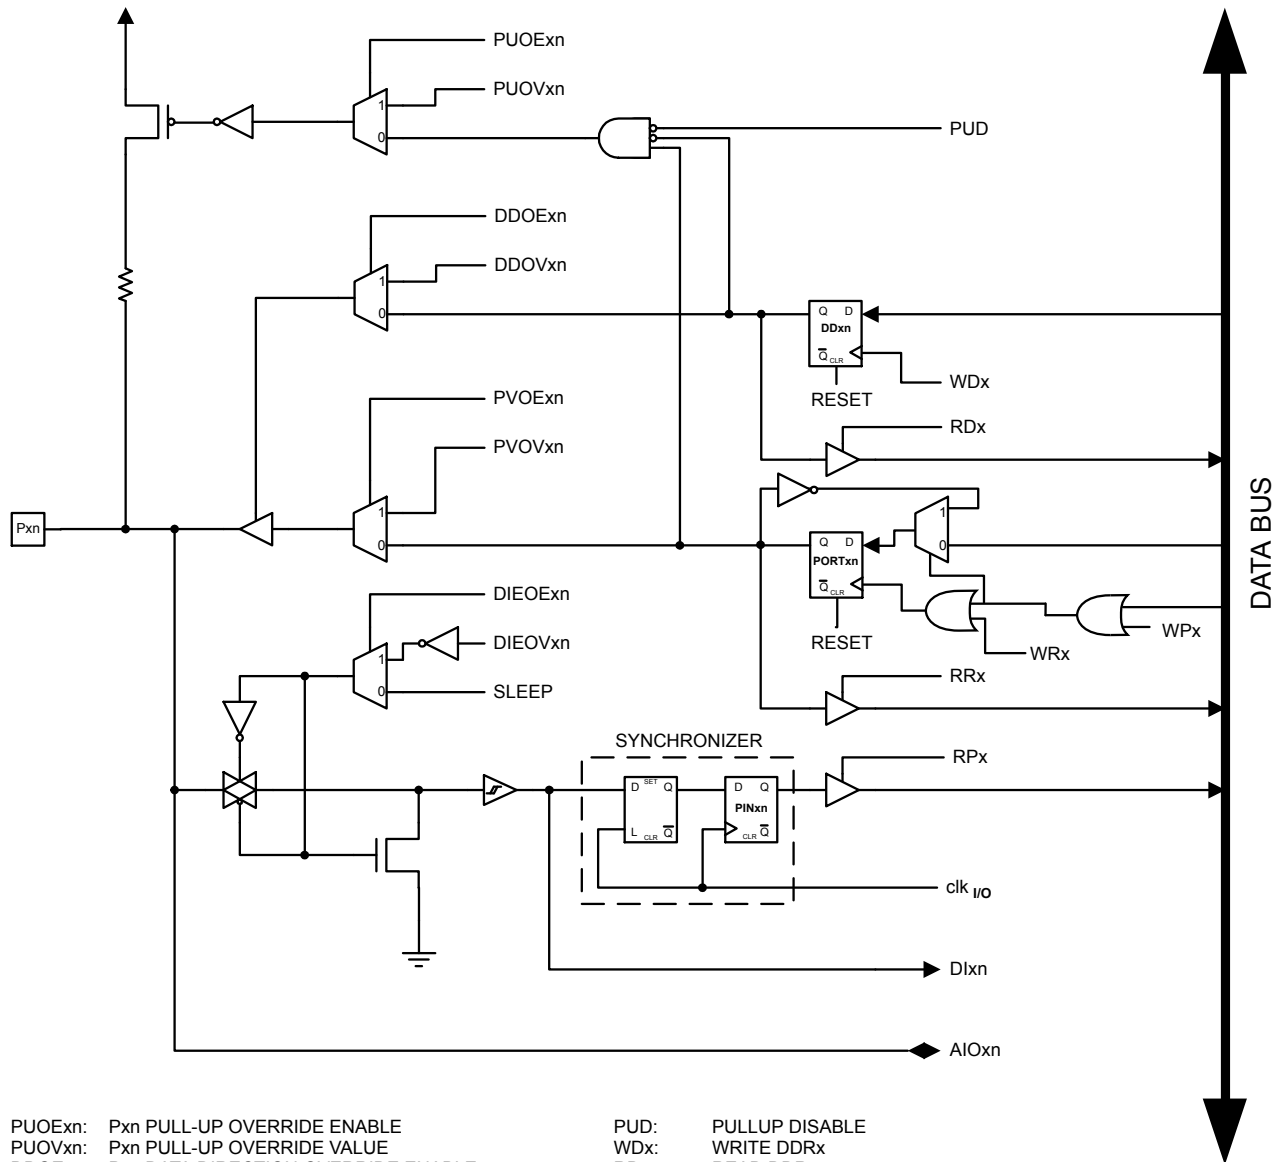 PUOExn
PUOVxn
1
0
PUD
DDOExn
DDOVxn
1
0
Q D
DDxn
Q CLR
WDx
RESET
RDx
PVOExn
PVOVxn
1
0
Pxn
1
0
Q D
PORTxn
Q CLR
RESET
WRx
WPx
DATA BUS
DIEOExn
DIEOVxn
1
0
SLEEP
RRx
SYNCHRONIZER
RPx
D SET Q
L CLR Q
D Q
PINxn
CLR Q
clk I/O
DIxn
AIOxn
PUOExn: Pxn PULL-UP OVERRIDE ENABLE
PUOVxn: Pxn PULL-UP OVERRIDE VALUE
PUD: PULLUP DISABLE
WDx: WRITE DDRx